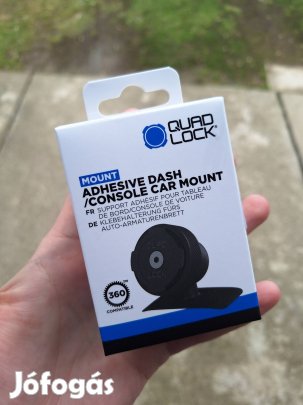 QUAD
LOCK®
MOUNT
ADHESIVE DASH
/CONSOLE CAR MOUNT
FR SUPPORT ADHÉSIF POUR TABLEAU
DE BORD/CONSOLE DE VOITURE
DE KLEBEHALTERUNG FÜRS
AUTO-ARMATURENBRETT
360™
COMPATIBLE
Jófogás